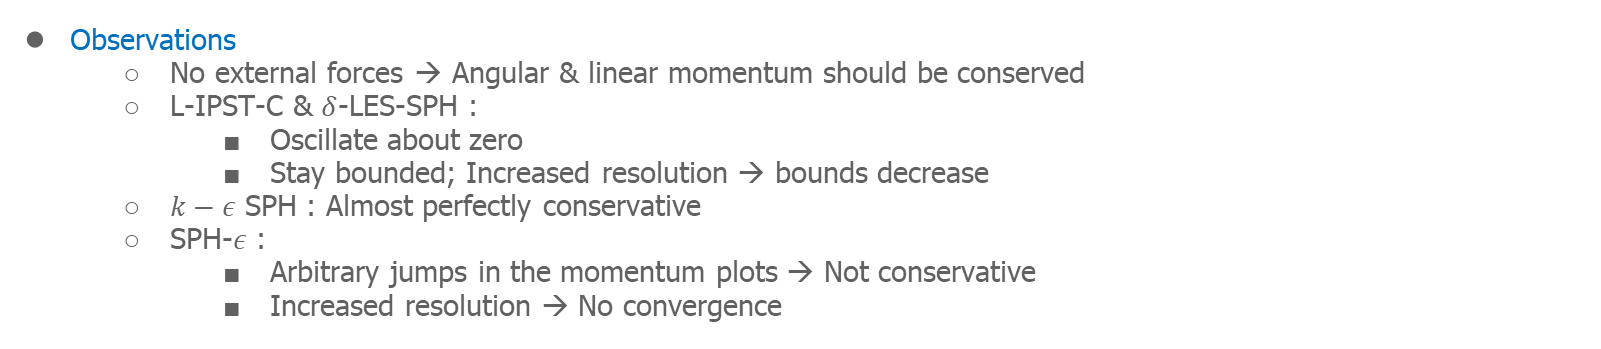 ● Observations
○ No external forces → Angular & linear momentum should be conserved
○ L-IPST-C & 𝛿-LES-SPH :
■ Oscillate about zero
■ Stay bounded; Increased resolution → bounds decrease
○ 𝑘 − 𝜖 SPH : Almost perfectly conservative
○ SPH-𝜖 :
■ Arbitrary jumps in the momentum plots → Not conservative
■ Increased resolution → No convergence